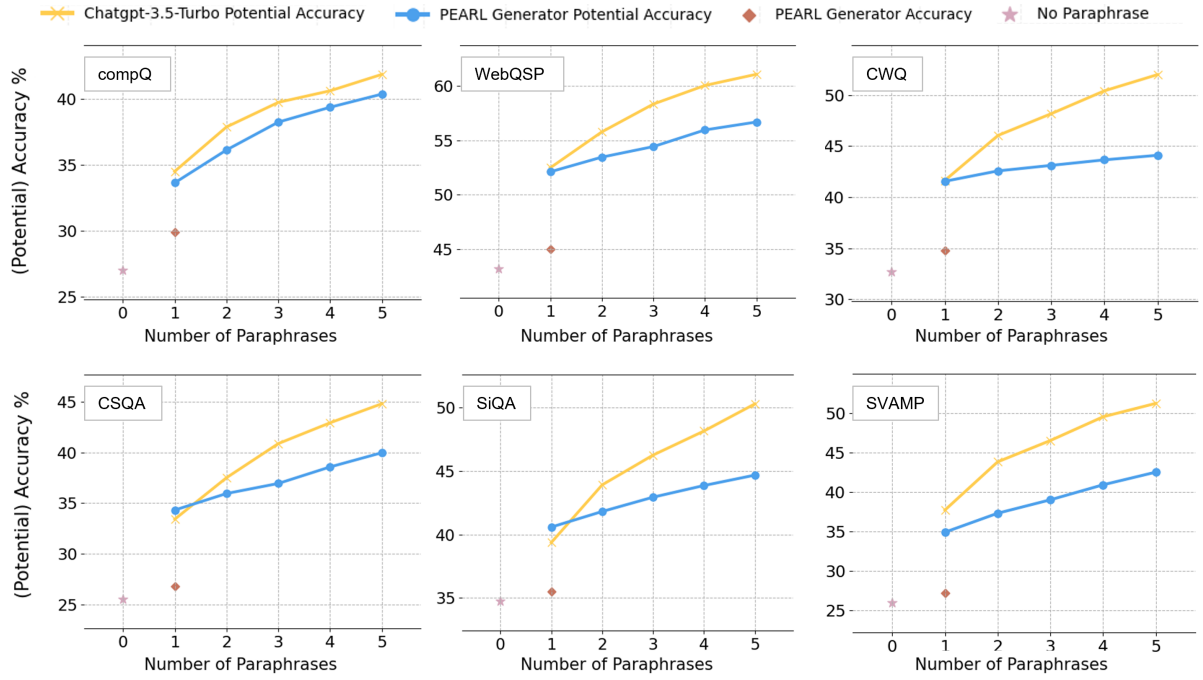 Chatgpt-3.5-Turbo Potential Accuracy PEARL Generator Potential Accuracy PEARL Generator Accuracy No Paraphrase
(Potential) Accuracy %
compQ
40
35
30
25
0 1 2 3 4 5
Number of Paraphrases
WebQSP
60
55
50
45
0 1 2 3 4 5
Number of Paraphrases
CWQ
50
45
40
35
30
0 1 2 3 4 5
Number of Paraphrases
(Potential) Accuracy %
CSQA
45
40
35
30
25
0 1 2 3 4 5
Number of Paraphrases
SiQA
50
45
40
35
0 1 2 3 4 5
Number of Paraphrases
SVAMP
50
45
40
35
30
25
0 1 2 3 4 5
Number of Paraphrases